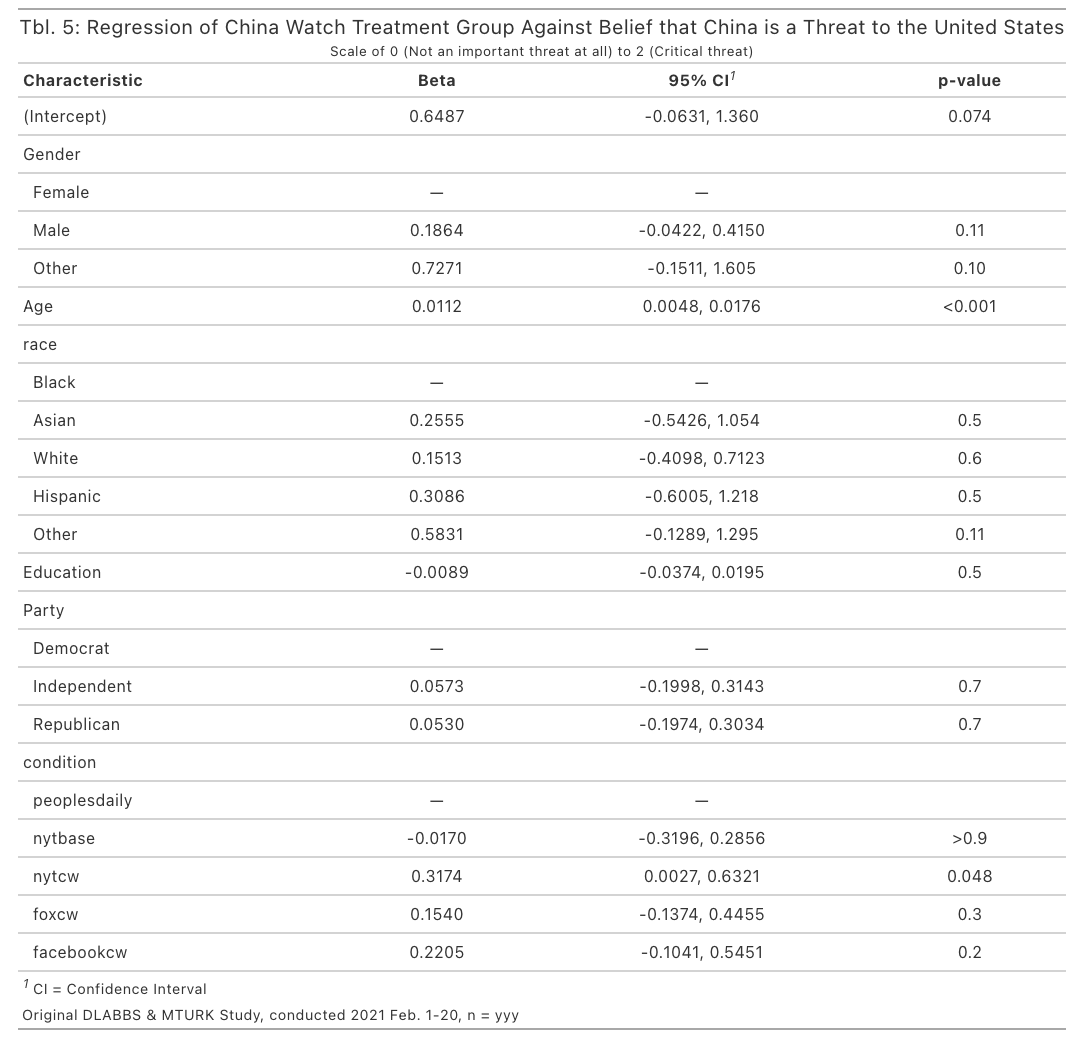 Tbl. 5: Regression of China Watch Treatment Group Against Belief that China is a Threat to the United States
Scale of 0 (Not an important threat at all) to 2 (Critical threat)
Characteristic Beta 95% CI1 p-value
(Intercept) 0.6487 -0.0631, 1.360 0.074
Gender
Female — —
Male 0.1864 -0.0422, 0.4150 0.11
Other 0.7271 -0.1511, 1.605 0.10
Age 0.0112 0.0048, 0.0176 <0.001
race
Black — —
Asian 0.2555 -0.5426, 1.054 0.5
White 0.1513 -0.4098, 0.7123 0.6
Hispanic 0.3086 -0.6005, 1.218 0.5
Other 0.5831 -0.1289, 1.295 0.11
Education -0.0089 -0.0374, 0.0195 0.5
Party
Democrat — —
Independent 0.0573 -0.1998, 0.3143 0.7
Republican 0.0530 -0.1974, 0.3034 0.7
condition
peoplesdaily — —
nytbase -0.0170 -0.3196, 0.2856 >0.9
nytcw 0.3174 0.0027, 0.6321 0.048
foxcw 0.1540 -0.1374, 0.4455 0.3
facebookcw 0.2205 -0.1041, 0.5451 0.2
1 CI = Confidence Interval
Original DLABBS & MTURK Study, conducted 2021 Feb. 1-20, n = yyy